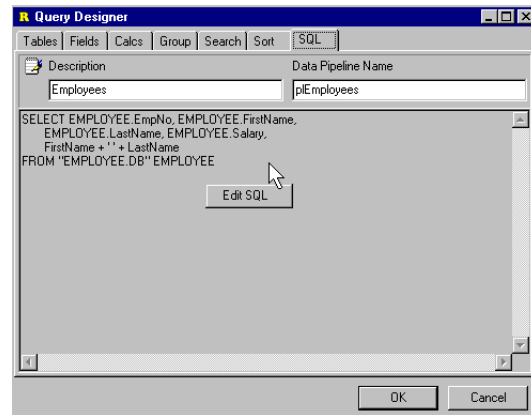 R Query Designer
Tables Fields Calcs Group Search Sort SQL
Description Data Pipeline Name
Employees plEmployees
SELECT EMPLOYEE.EmpNo, EMPLOYEE.FirstName,
EMPLOYEE.LastName, EMPLOYEE.Salary,
FirstName + ' ' + LastName
FROM "EMPLOYEE.DB" EMPLOYEE
Edit SQL
OK Cancel